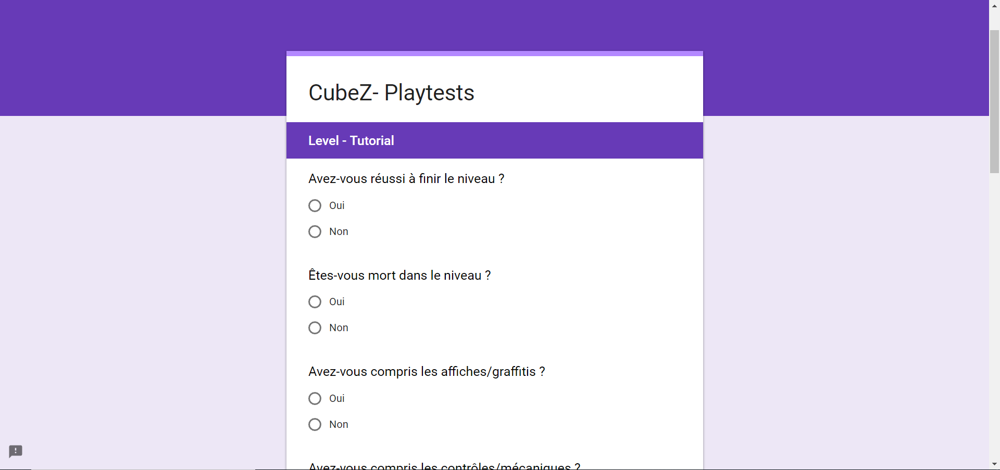 CubeZ- Playtests
Level - Tutorial
Avez-vous réussi à finir le niveau ?
Oui
Non
Êtes-vous mort dans le niveau ?
Oui
Non
Avez-vous compris les affiches/graffitis ?
Oui
Non
Avez-vous compris les contrôles/mécaniques ?